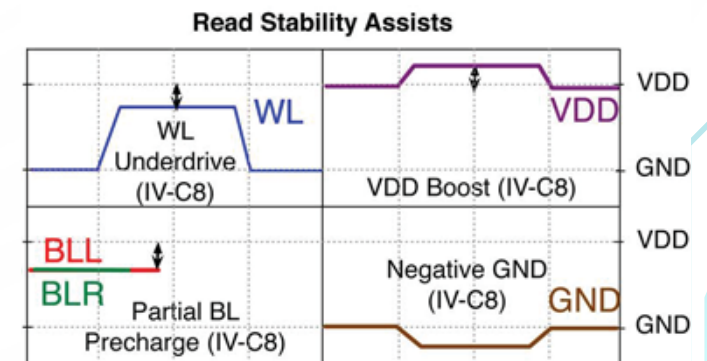 Read Stability Assists
WL
WL
Underdrive
(IV-C8)
VDD
VDD
VDD Boost (IV-C8)
GND
BLL
BLR
Partial BL
Precharge (IV-C8)
VDD
Negative GND
(IV-C8)
GND
GND